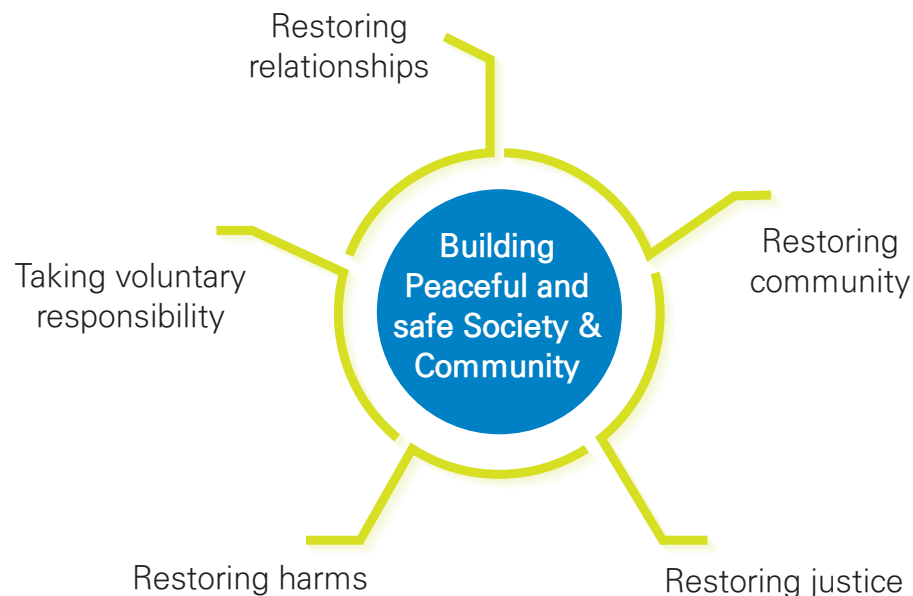 Restoring
relationships
Restoring
community
Building
Peaceful and
safe Society &
Community
Taking voluntary
responsibility
Restoring harms
Restoring justice